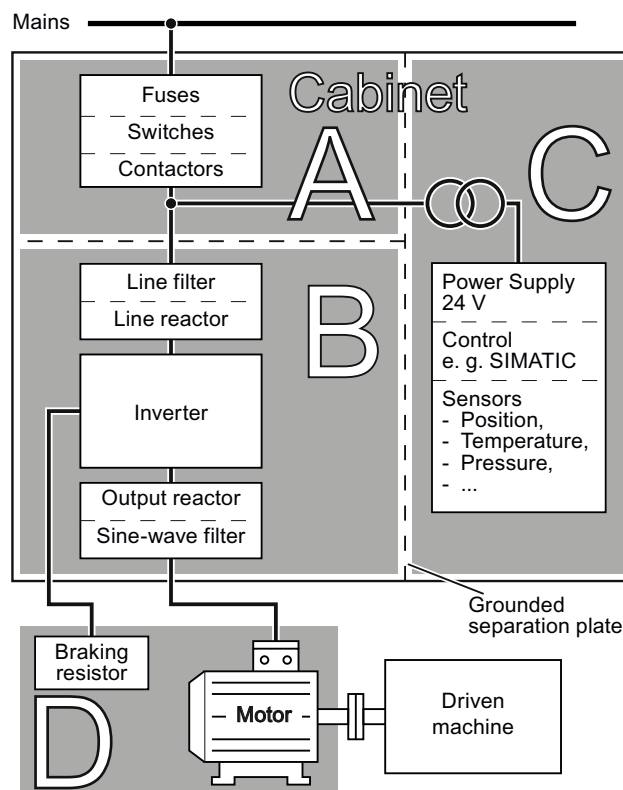 Mains
Cabinet
Fuses
Switches
Contactors
A
C
Line filter
Line reactor
B
Power Supply
24 V
Control
e. g. SIMATIC
Sensors
- Position,
- Temperature,
- Pressure,
- ...
Inverter
Output reactor
Sine-wave filter
Grounded
separation plate
Braking
resistor
D
Motor
Driven
machine